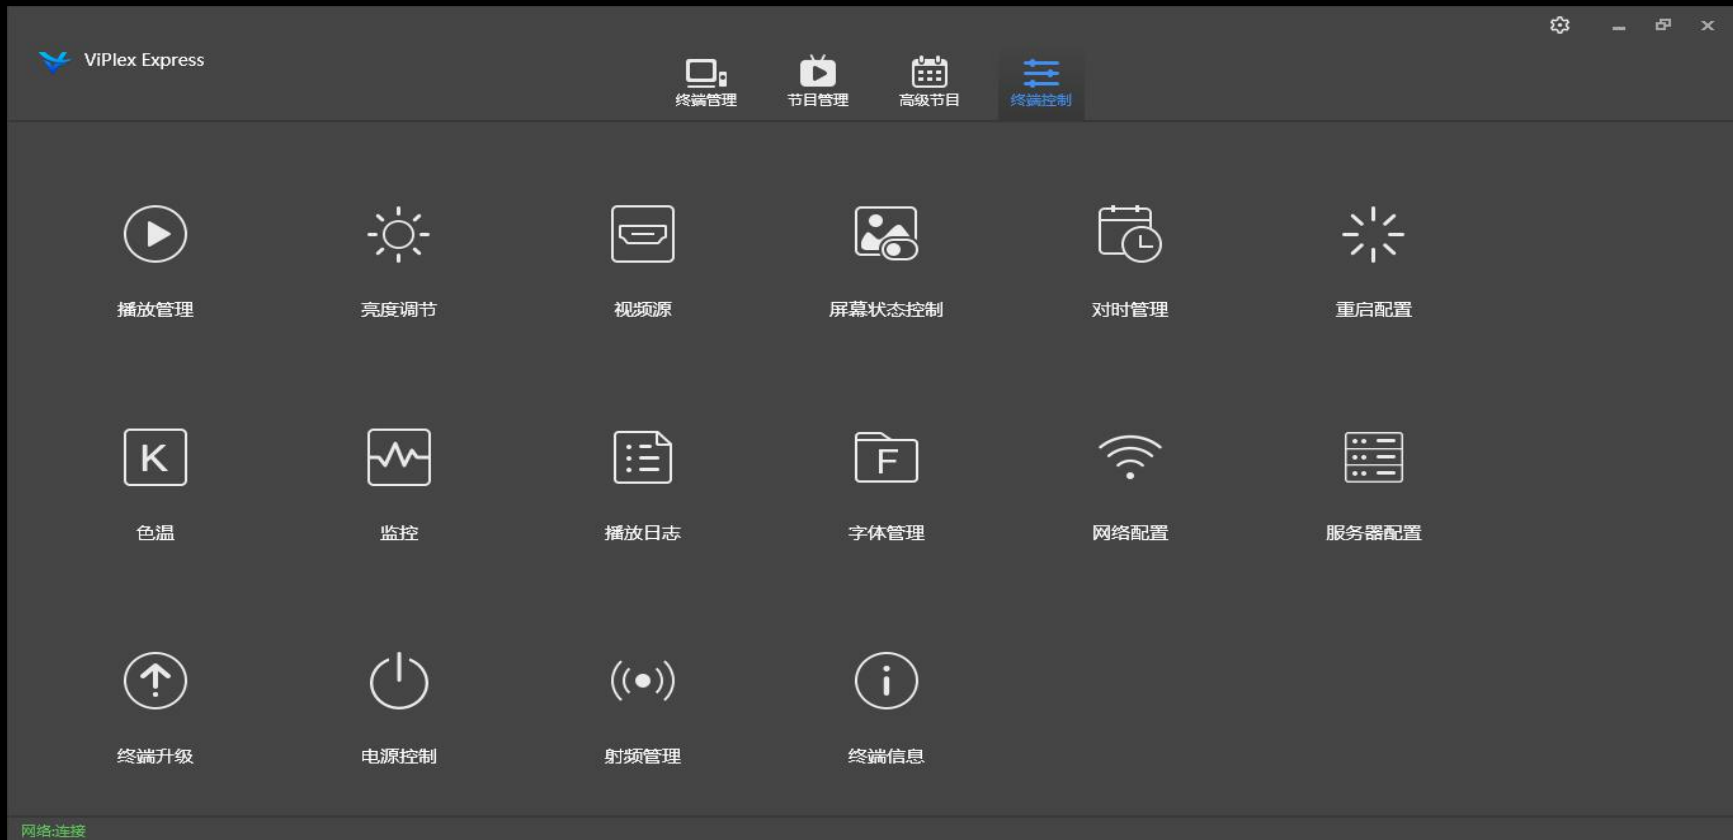 ViPlex Express
终端管理
节目管理
高级节目
终端控制
播放管理
亮度调节
视频源
屏幕状态控制
对时管理
重启配置
K
F
色温
监控
播放日志
字体管理
网络配置
服务器配置
终端升级
电源控制
射频管理
终端信息
网络:连接